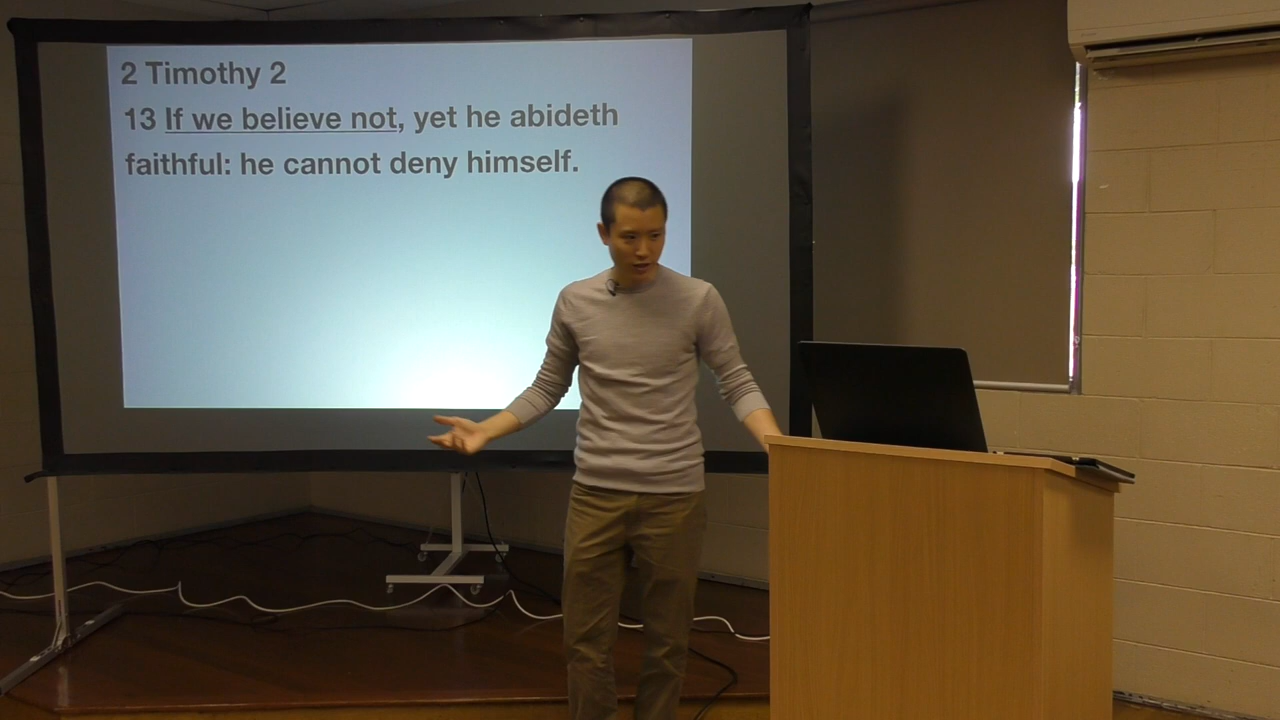 2 Timothy 2
13 If we believe not, yet he abideth
faithful: he cannot deny himself.